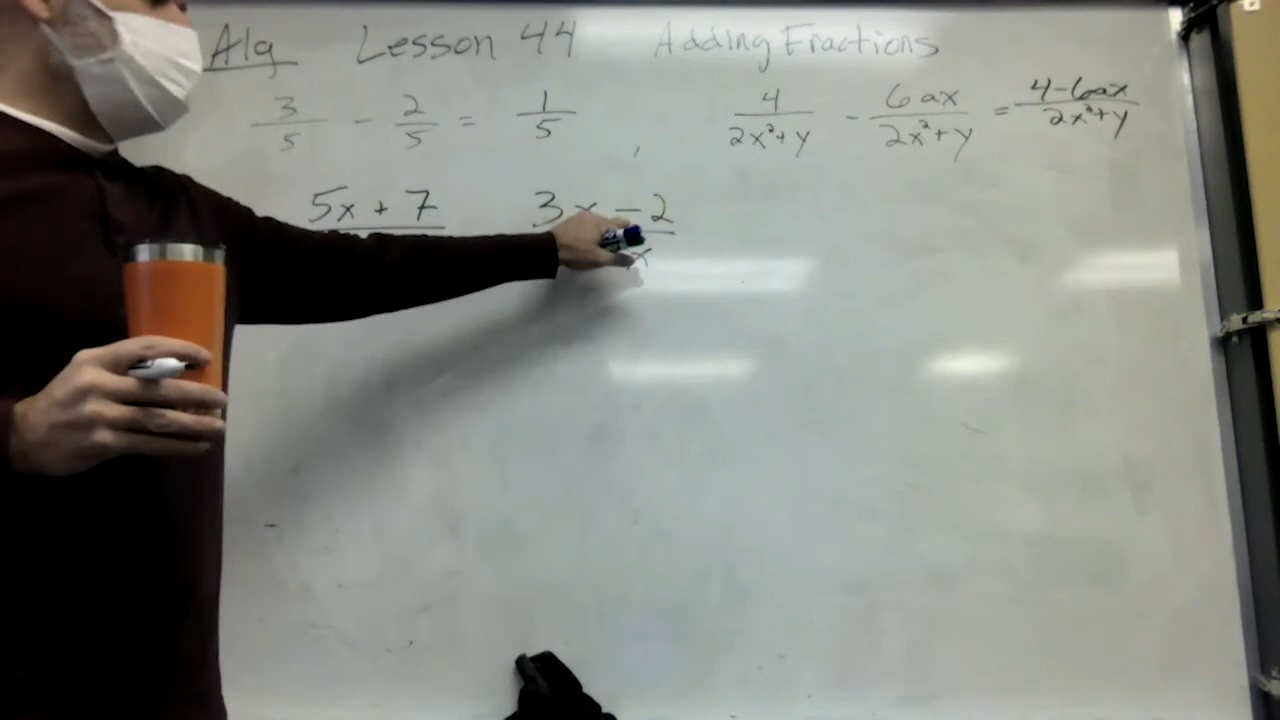 Alg Lesson 44 Adding Fractions
3/5 - 2/5 = 1/5 , 4/(2x²+y) - 6ax/(2x²+y) = (4-6ax)/(2x²+y)
5x + 7 3x - 2
x